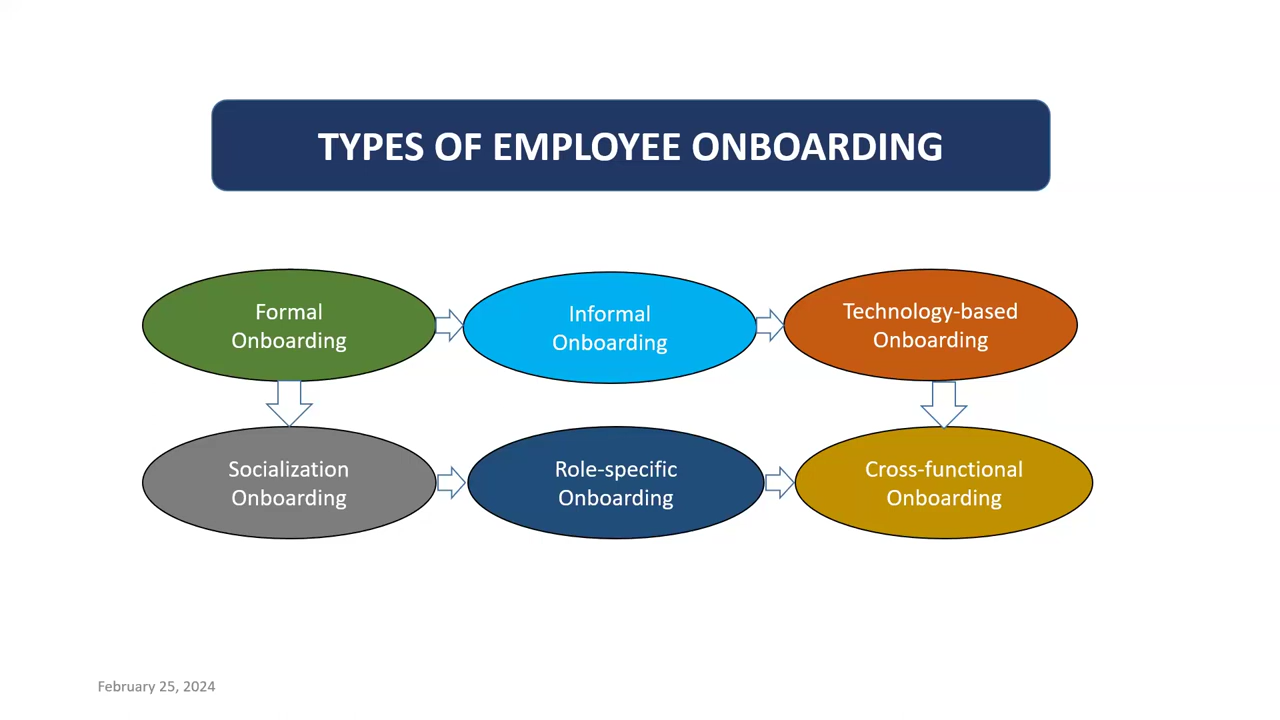 TYPES OF EMPLOYEE ONBOARDING
Formal
Onboarding
Informal
Onboarding
Technology-based
Onboarding
Socialization
Onboarding
Role-specific
Onboarding
Cross-functional
Onboarding
February 25, 2024